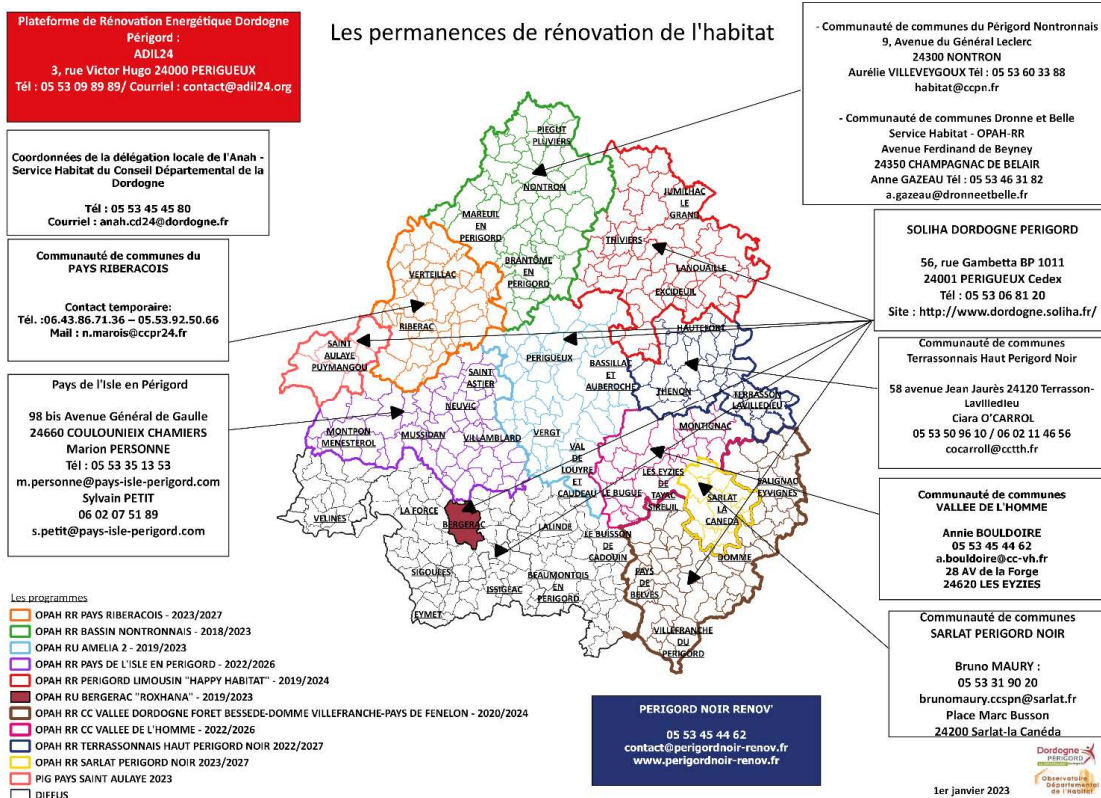 Plateforme de Rénovation Energétique Dordogne
Périgord :
ADIL24
3, rue Victor Hugo 24000 PERIGUEUX
Tél : 05 53 09 89 89/ Courriel : contact@adil24.org
Les permanences de rénovation de l'habitat
- Communauté de communes du Périgord Nontronnais
9, Avenue du Général Leclerc
24300 NONTRON
Aurélie VILLEVEYGOUX Tél : 05 53 60 33 88
habitat@ccpn.fr
- Communauté de communes Dronne et Belle
Service Habitat - OPAH-RR
Avenue Ferdinand de Beyney
24350 CHAMPAGNAC DE BELAIR
Anne GAZEAU Tél : 05 53 46 31 82
a.gazeau@dronneetbelle.fr
Coordonnées de la délégation locale de l'Anah -
Service Habitat du Conseil Départemental de la
Dordogne
Tél : 05 53 45 45 80
Courriel : anah.cd24@dordogne.fr
Communauté de communes du
PAYS RIBERACOIS
Contact temporaire:
Tél. :06.43.86.71.36 – 05.53.92.50.66
Mail : n.marois@ccpr24.fr
Pays de l'Isle en Périgord
98 bis Avenue Général de Gaulle
24660 COULOUNIEIX CHAMIERS
Marion PERSONNE
Tél : 05 53 35 13 53
m.personne@pays-isle-perigord.com
Sylvain PETIT
06 02 07 51 89
s.petit@pays-isle-perigord.com
SOLIHA DORDOGNE PERIGORD
56, rue Gambetta BP 1011
24001 PERIGUEUX Cedex
Tél : 05 53 06 81 20
Site : http://www.dordogne.soliha.fr/
Communauté de communes
Terrassonnais Haut Perigord Noir
58 avenue Jean Jaurès 24120 Terrasson-
Lavilledieu
Ciara O'CARROL
05 53 50 96 10 / 06 02 11 46 56
cocarroll@cctth.fr
Communauté de communes
VALLEE DE L'HOMME
Annie BOULDOIRE
05 53 45 44 62
a.bouldoire@cc-vh.fr
28 AV de la Forge
24620 LES EYZIES
Communauté de communes
SARLAT PERIGORD NOIR
Bruno MAURY :
05 53 31 90 20
brunomaury.ccspn@sarlat.fr
Place Marc Busson
24200 Sarlat-la Canéda
PIEGUT
PLUVIERS
NONTRON
MAREUIL
EN
PERIGORD
BRANTÔME
EN
PERIGORD
JUMILHAC
LE
GRAND
THIVIERS
LANOUAILLE
EXCIDEUIL
VERTEILLAC
RIBERAC
SAINT
AULAYE
PUYMANGOU
HAUTEFORT
PERIGUEUX
BASSILLAC
ET
AUBEROCHE
THENON
TERRASSON
LAVILLEDIEU
SAINT
ASTIER
NEUVIC
MONTPON
MENESTEROL
MUSSIDAN
VILLAMBLARD
VERGT
VAL
DE
LOUYRE
ET
CAUDEAU
MONTIGNAC
LES EYZIES
DE
TAYAC
SIREUIL
LE BUGUE
SALIGNAC
EYVIGNES
SARLAT
LA
CANEDA
DOMME
VELINES
LA FORCE
BERGERAC
LALINDE
LE BUISSON
DE
CADOUIN
SIGOULES
ISSIGEAC
BEAUMONTOIS
EN
PERIGORD
EYMET
PAYS
DE
BELVES
VILLEFRANCHE
DU
PERIGORD
Les programmes
OPAH RR PAYS RIBERACOIS - 2023/2027
OPAH RR BASSIN NONTRONNAIS - 2018/2023
OPAH RU AMELIA 2 - 2019/2023
OPAH RR PAYS DE L'ISLE EN PERIGORD - 2022/2026
OPAH RR PERIGORD LIMOUSIN "HAPPY HABITAT" - 2019/2024
OPAH RU BERGERAC "ROXHANA" - 2019/2023
OPAH RR CC VALLEE DORDOGNE FORET BESSEDE-DOMME VILLEFRANCHE-PAYS DE FENELON - 2020/2024
OPAH RR CC VALLEE DE L'HOMME - 2022/2026
OPAH RR TERRASSONNAIS HAUT PERIGORD NOIR 2022/2027
OPAH RR SARLAT PERIGORD NOIR 2023/2027
PIG PAYS SAINT AULAYE 2023
DIFFUS
PERIGORD NOIR RENOV'
05 53 45 44 62
contact@perigordnoir-renov.fr
www.perigordnoir-renov.fr
1er janvier 2023
Dordogne
PÉRIGORD
Observatoire
Départemental
de l'Habitat